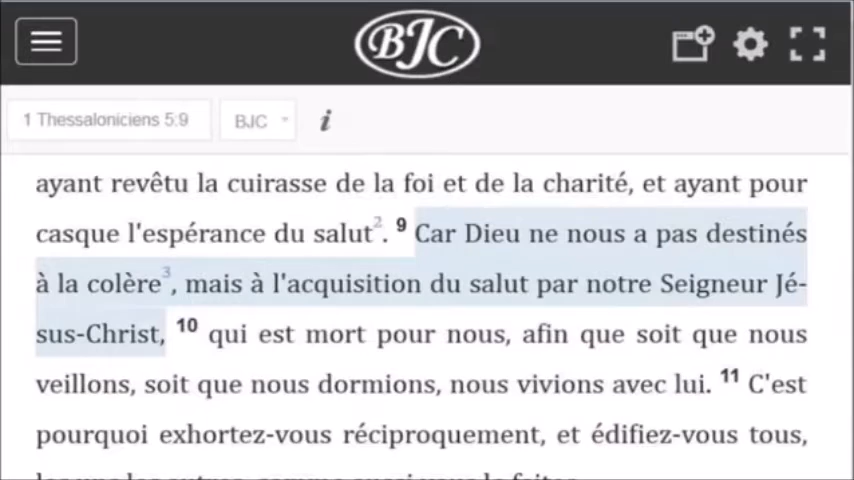 BJC
1 Thessaloniciens 5:9
BJC
i
ayant revêtu la cuirasse de la foi et de la charité, et ayant pour
casque l'espérance du salut2. 9 Car Dieu ne nous a pas destinés
à la colère3, mais à l'acquisition du salut par notre Seigneur Jé-
sus-Christ, 10 qui est mort pour nous, afin que soit que nous
veillons, soit que nous dormions, nous vivions avec lui. 11 C'est
pourquoi exhortez-vous réciproquement, et édifiez-vous tous,